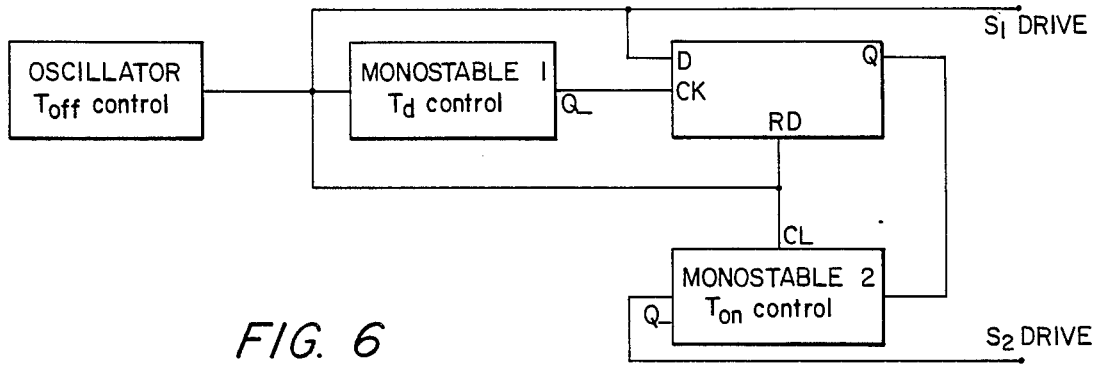 S1 DRIVE
OSCILLATOR
Toff control
MONOSTABLE 1
Td control
Q_
D
CK
Q
RD
CL
MONOSTABLE 2
Ton control
Q_
S2 DRIVE
FIG. 6